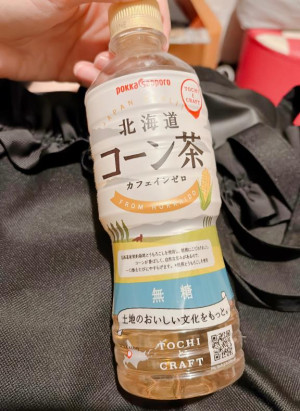 pokka sapporo
TOCHI
CRAFT
北海道
コーン茶
カフェインゼロ
FROM HOKKAIDO
無糖
土地のおいしい文化をもっと。
TOCHI
CRAFT